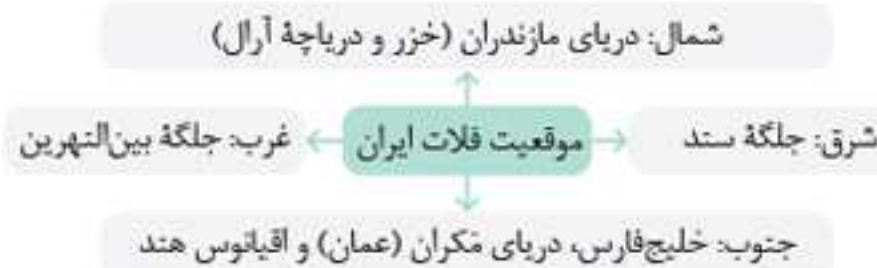 شمال: دریای مازندران (خزر و دریاچهٔ آرال)
شرق: جلگهٔ سند
موقعیت فلات ایران
غرب: جلگهٔ بین‌النهرین
جنوب: خلیج‌فارس، دریای مَکران (عمان) و اقیانوس هند